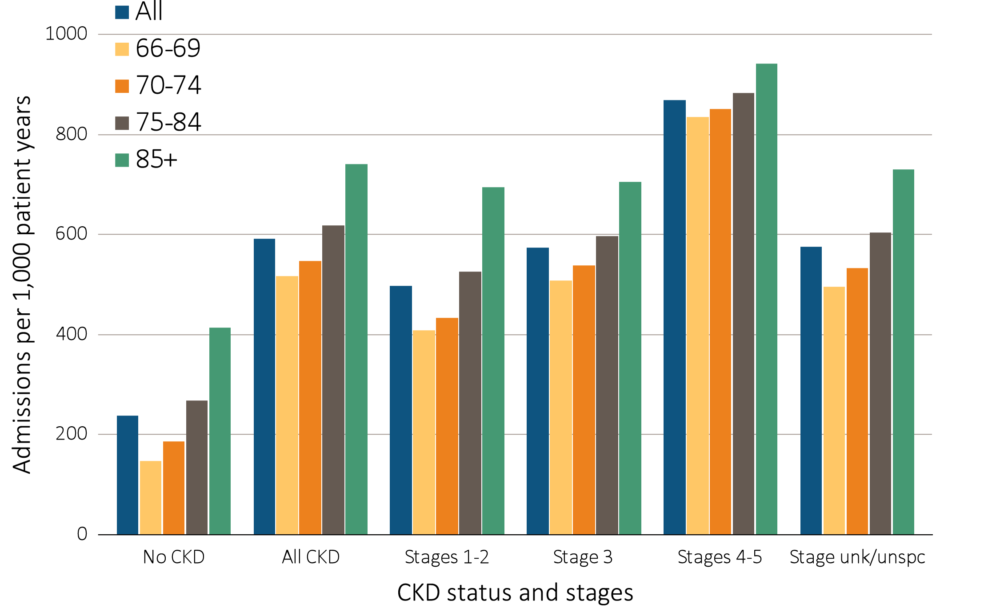 All
66-69
70-74
75-84
85+
Admissions per 1,000 patient years
1000
800
600
400
200
0
No CKD
All CKD
Stages 1-2
Stage 3
Stages 4-5
Stage unk/unspc
CKD status and stages